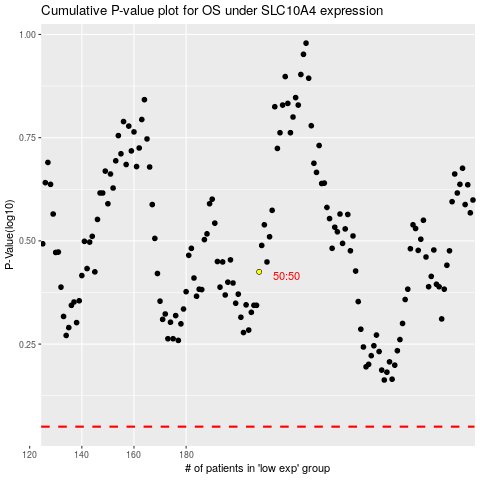 Cumulative P-value plot for OS under SLC10A4 expression
1.00
0.75
0.50
0.25
P-Value(log10)
50:50
120 140 160 180
# of patients in 'low exp' group